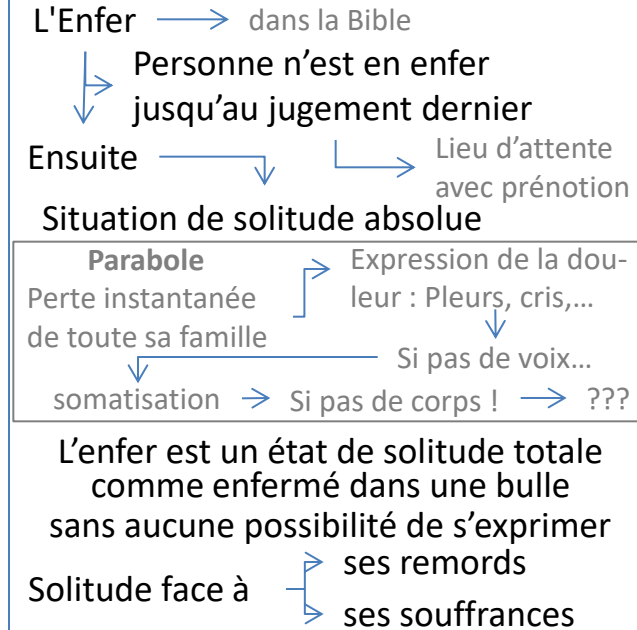 L'Enfer dans la Bible
Personne n’est en enfer
jusqu’au jugement dernier
Ensuite
Lieu d’attente
avec prénotion
Situation de solitude absolue
Parabole
Perte instantanée
de toute sa famille
Expression de la dou-
leur : Pleurs, cris,...
Si pas de voix...
somatisation Si pas de corps ! ???
L’enfer est un état de solitude totale
comme enfermé dans une bulle
sans aucune possibilité de s’exprimer
Solitude face à
ses remords
ses souffrances